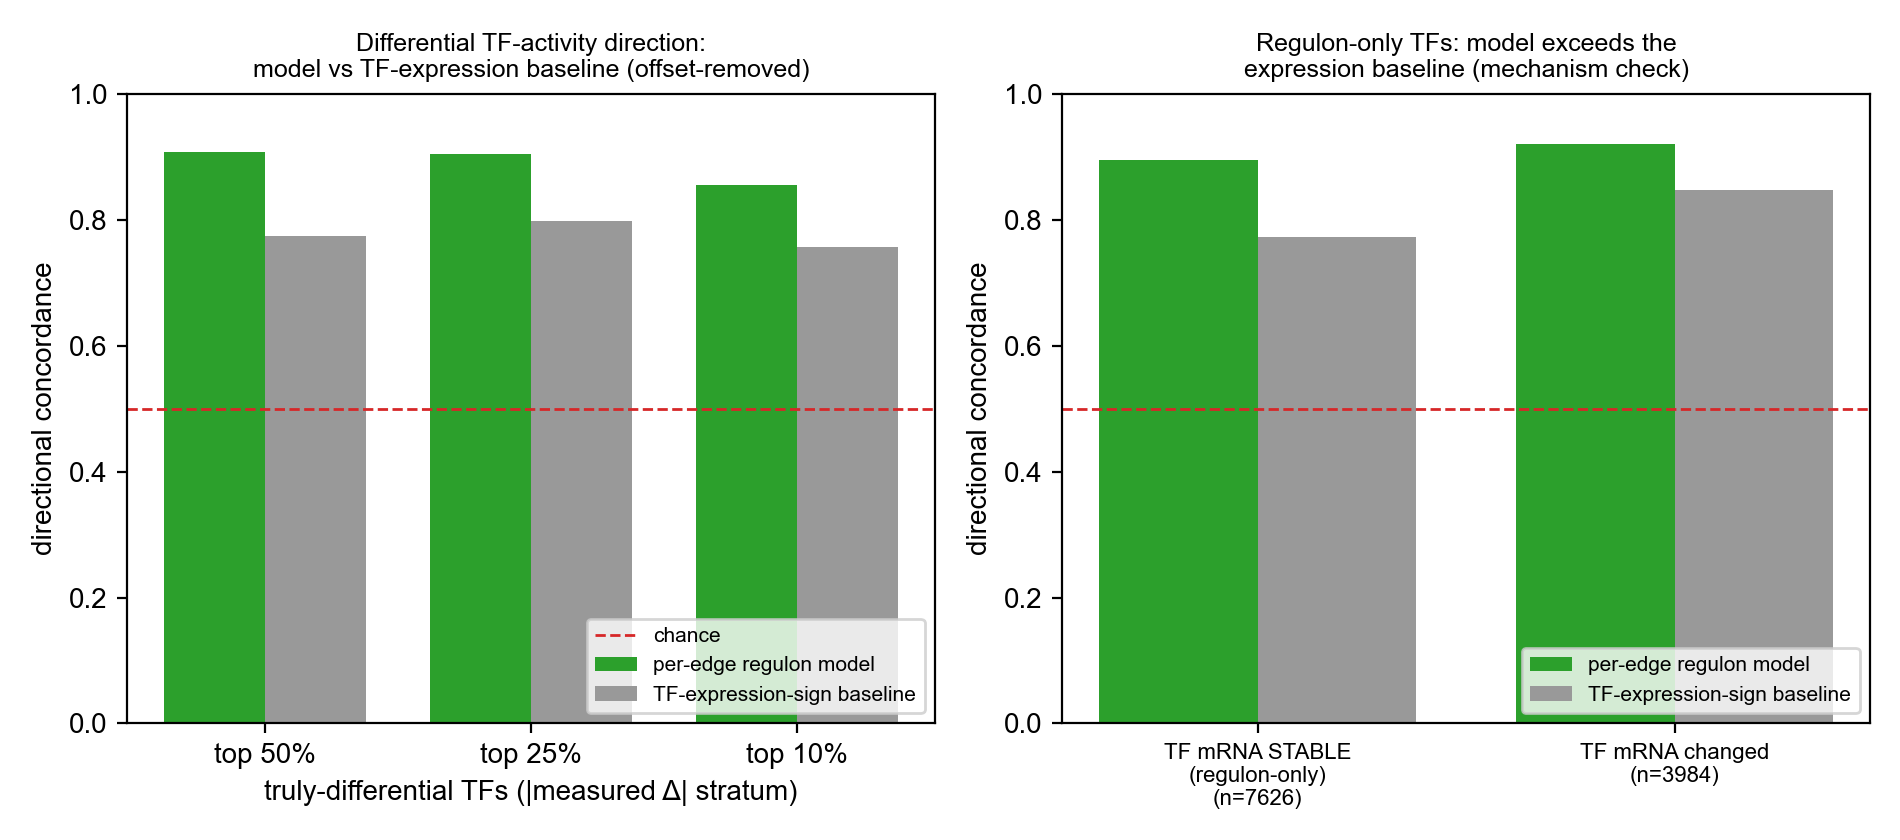 Differential TF-activity direction:
model vs TF-expression baseline (offset-removed)
directional concordance
1.0
0.8
0.6
0.4
0.2
0.0
chance
per-edge regulon model
TF-expression-sign baseline
top 50%
top 25%
top 10%
truly-differential TFs (|measured Δ| stratum)
Regulon-only TFs: model exceeds the
expression baseline (mechanism check)
directional concordance
1.0
0.8
0.6
0.4
0.2
0.0
per-edge regulon model
TF-expression-sign baseline
TF mRNA STABLE
(regulon-only)
(n=7626)
TF mRNA changed
(n=3984)